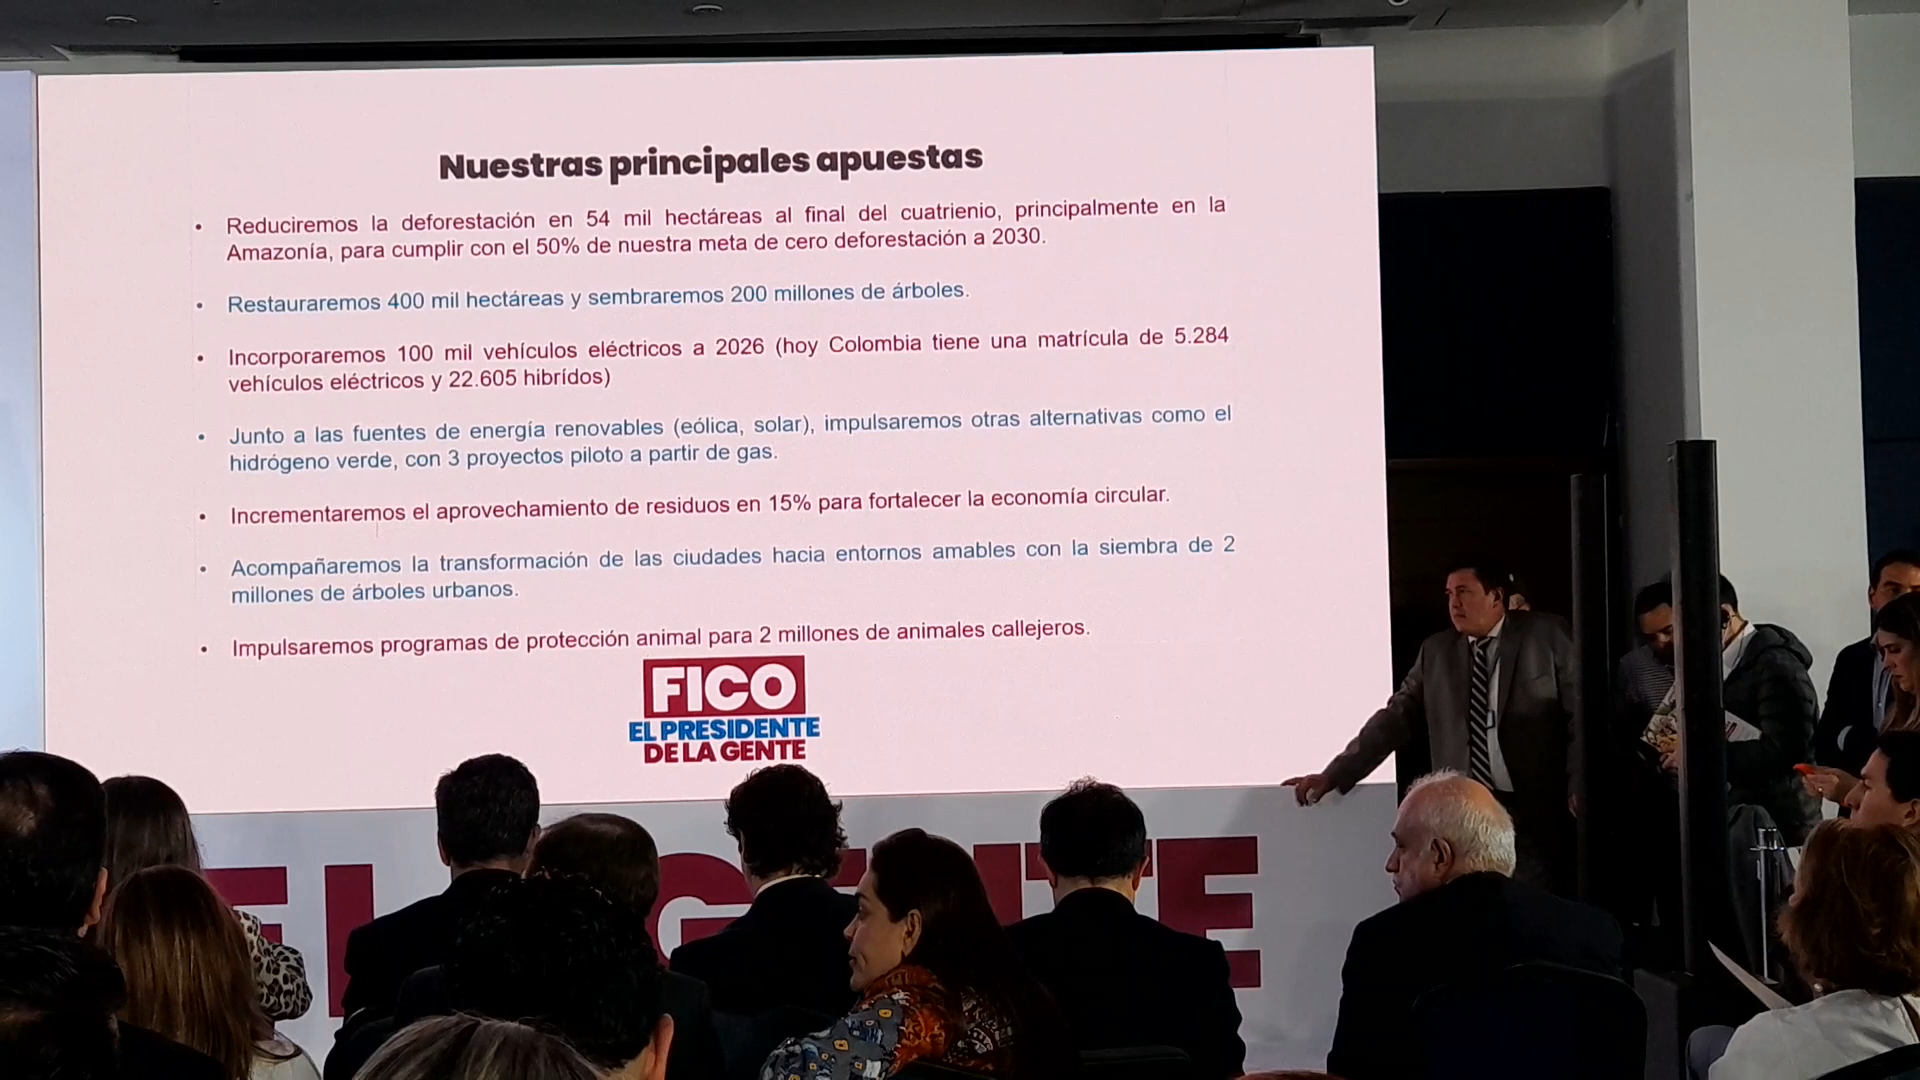 Nuestras principales apuestas
• Reduciremos la deforestación en 54 mil hectáreas al final del cuatrienio, principalmente en la
Amazonía, para cumplir con el 50% de nuestra meta de cero deforestación a 2030.
• Restauraremos 400 mil hectáreas y sembraremos 200 millones de árboles.
• Incorporaremos 100 mil vehículos eléctricos a 2026 (hoy Colombia tiene una matrícula de 5.284
vehículos eléctricos y 22.605 hibrídos)
• Junto a las fuentes de energía renovables (eólica, solar), impulsaremos otras alternativas como el
hidrógeno verde, con 3 proyectos piloto a partir de gas.
• Incrementaremos el aprovechamiento de residuos en 15% para fortalecer la economía circular.
• Acompañaremos la transformación de las ciudades hacia entornos amables con la siembra de 2
millones de árboles urbanos.
• Impulsaremos programas de protección animal para 2 millones de animales callejeros.
FICO
EL PRESIDENTE
DE LA GENTE